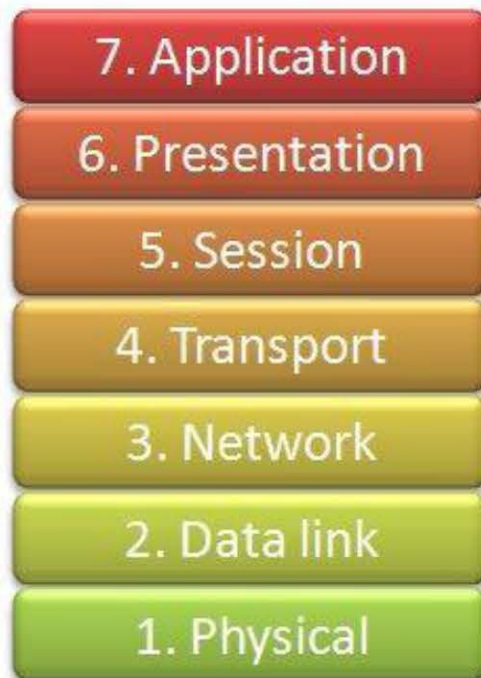 7. Application
6. Presentation
5. Session
4. Transport
3. Network
2. Data link
1. Physical